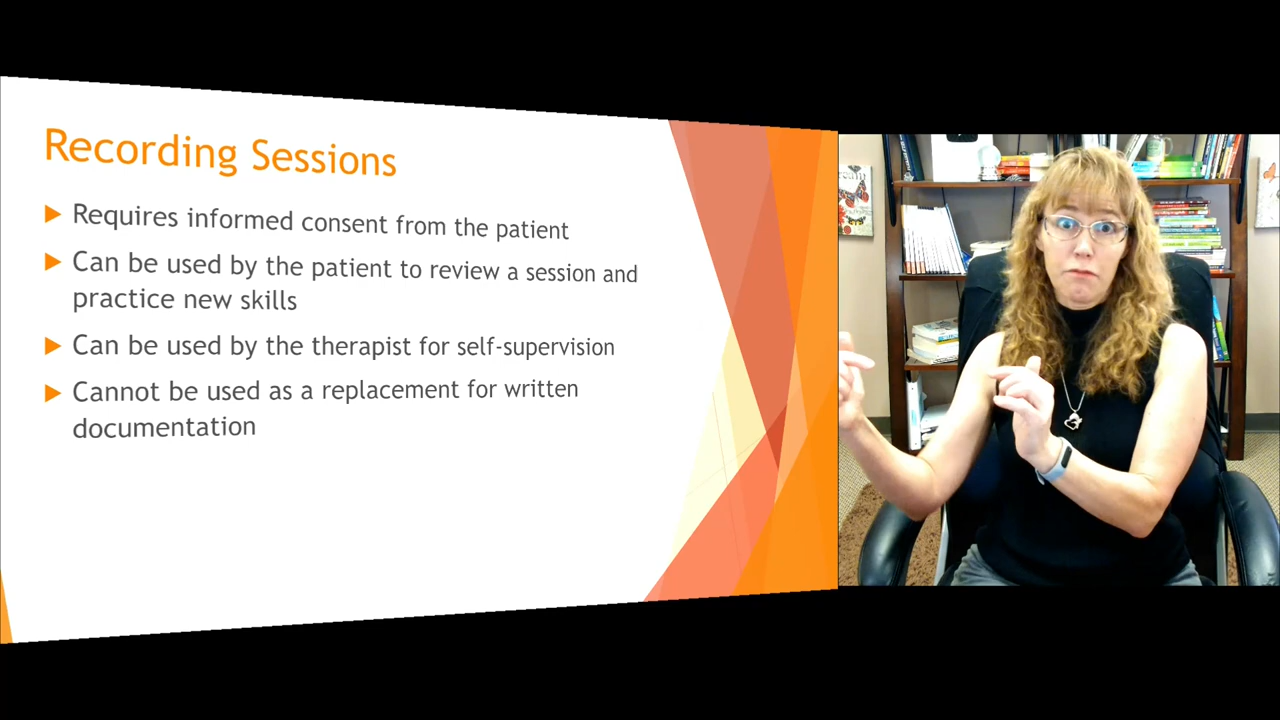 Recording Sessions
Requires informed consent from the patient
Can be used by the patient to review a session and
practice new skills
Can be used by the therapist for self-supervision
Cannot be used as a replacement for written
documentation